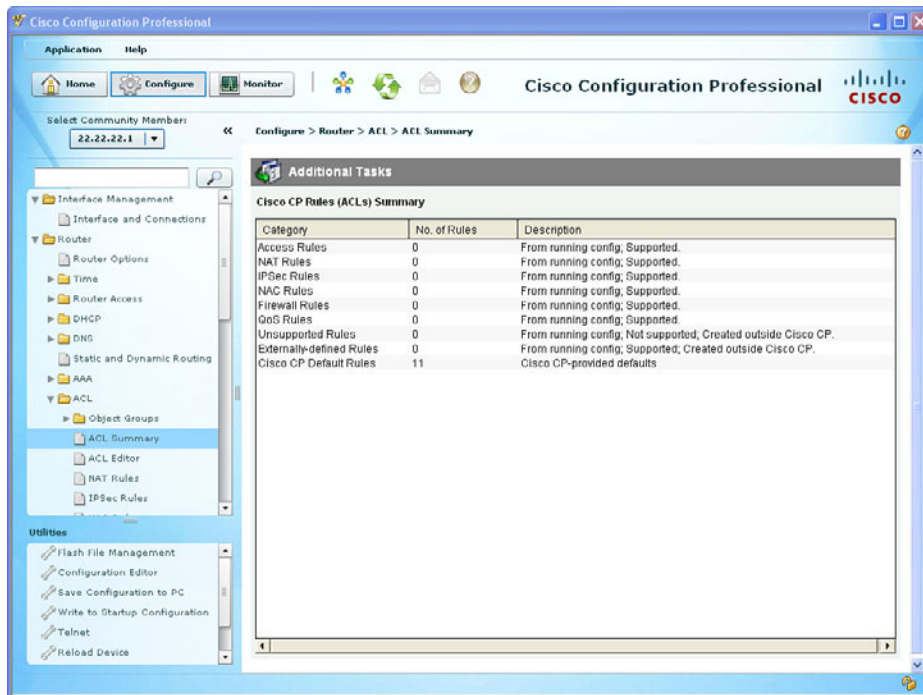 Cisco Configuration Professional
Application Help
Home Configure Monitor Cisco Configuration Professional CISCO
Select Community Member:
22.22.22.1
Configure > Router > ACL > ACL Summary
Additional Tasks
Cisco CP Rules (ACLs) Summary
Category No. of Rules Description
Access Rules 0 From running config; Supported.
NAT Rules 0 From running config; Supported.
IPSec Rules 0 From running config; Supported.
NAC Rules 0 From running config; Supported.
Firewall Rules 0 From running config; Supported.
QoS Rules 0 From running config; Supported.
Unsupported Rules 0 From running config; Not supported; Created outside Cisco CP.
Externally-defined Rules 0 From running config; Supported; Created outside Cisco CP.
Cisco CP Default Rules 11 Cisco CP-provided defaults
Interface Management
Interface and Connections
Router
Router Options
Time
Router Access
DHCP
DNS
Static and Dynamic Routing
AAA
ACL
Object Groups
ACL Summary
ACL Editor
NAT Rules
IPSec Rules
Utilities
Flash File Management
Configuration Editor
Save Configuration to PC
Write to Startup Configuration
Telnet
Reload Device